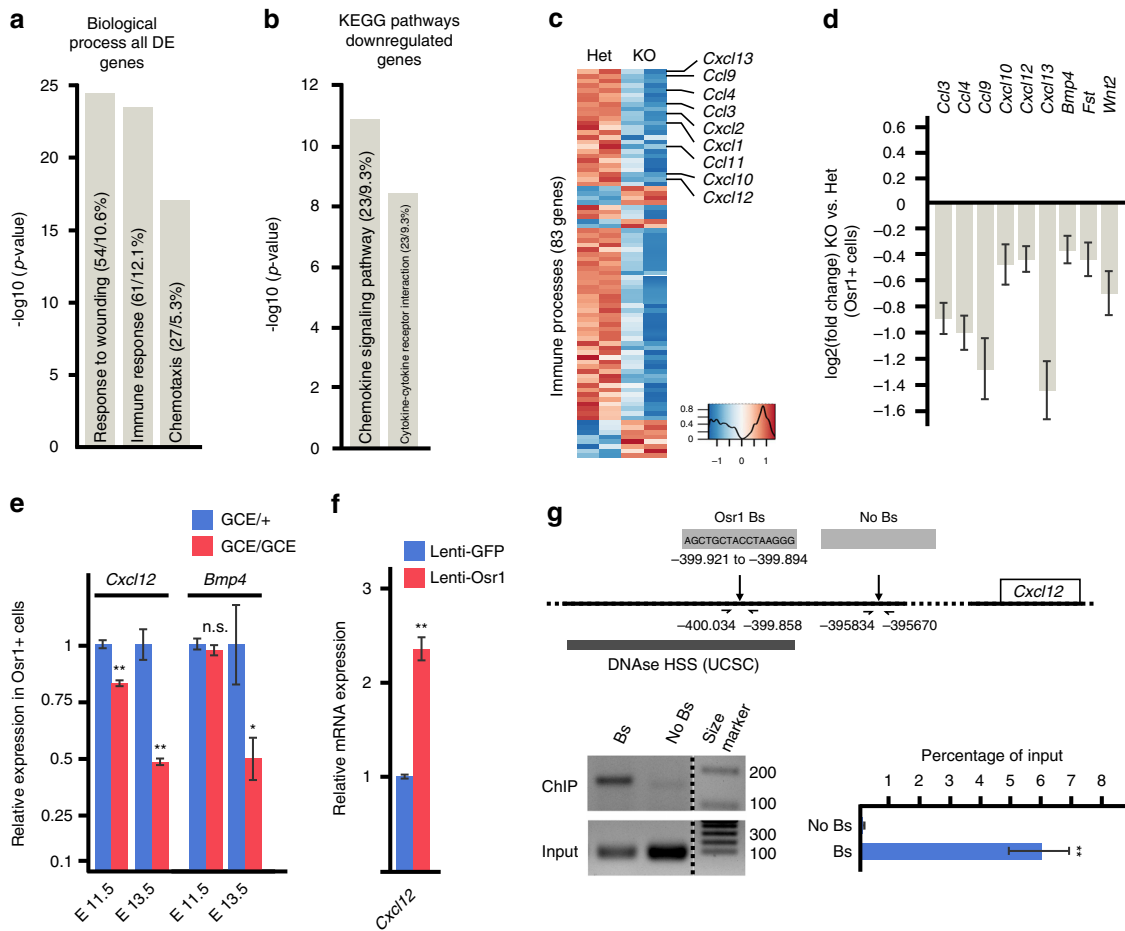 a
Biological
process all DE
genes
25
20
15
10
5
0
-log10 (p-value)
Response to wounding (54/10.6%)
Immune response (61/12.1%)
Chemotaxis (27/5.3%)
b
KEGG pathways
downregulated
genes
12
10
8
6
4
2
0
-log10 (p-value)
Chemokine signaling pathway (23/9.3%)
Cytokine-cytokine receptor interaction (23/9.3%)
c
Het KO
Immune processes (83 genes)
Cxcl13
Ccl9
Ccl4
Ccl3
Cxcl2
Cxcl1
Ccl11
Cxcl10
Cxcl12
0.8
0.4
0
−1 0 1
d
Ccl3
Ccl4
Ccl9
Cxcl10
Cxcl12
Cxcl13
Bmp4
Fst
Wnt2
0.6
0.4
0.2
0
−0.2
−0.4
−0.6
−0.8
−1.0
−1.2
−1.4
−1.6
log2(fold change) KO vs. Het
(Osr1+ cells)
e
GCE/+
GCE/GCE
Cxcl12 Bmp4
1
0.75
0.5
0.25
0.1
Relative expression in Osr1+ cells
**
**
n.s.
*
E 11.5
E 13.5
E 11.5
E 13.5
f
Lenti-GFP
Lenti-Osr1
3
2
1
Relative mRNA expression
**
Cxcl12
g
Osr1 Bs No Bs
AGCTGCTACCTAAGGG
−399.921 to −399.894
Cxcl12
−400.034 −399.858 −395834 −395670
DNAse HSS (UCSC)
Bs
No Bs
Size
marker
ChIP
200
100
Input
300
100
Percentage of input
1 2 3 4 5 6 7 8
No Bs
Bs
**